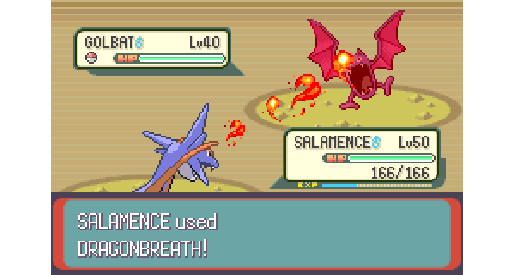 GOLBAT♂ Lv40
HP
SALAMENCE♂ Lv50
HP
166/166
EXP
SALAMENCE used
DRAGONBREATH!